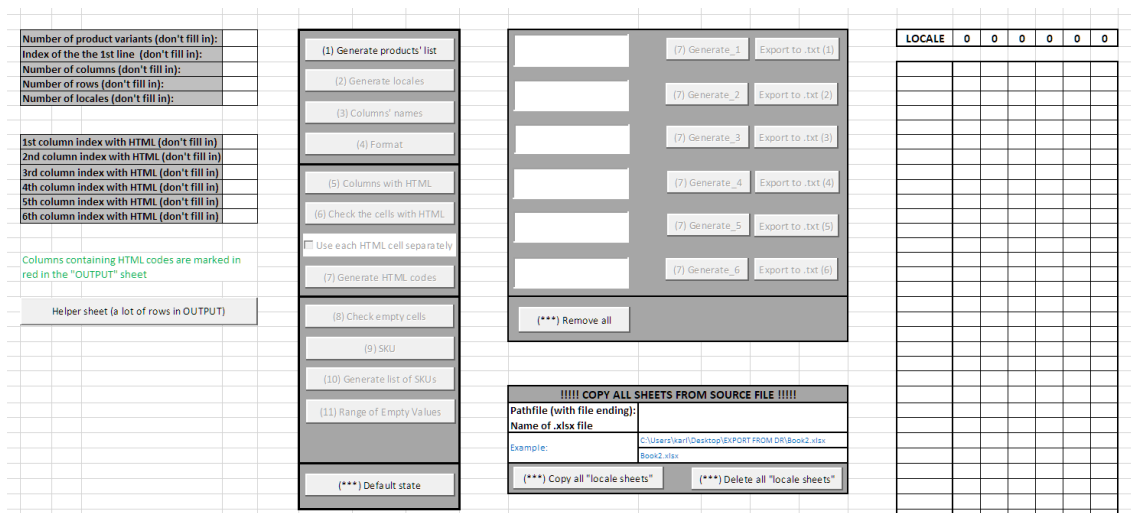 Number of product variants (don't fill in):
Index of the the 1st line  (don't fill in):
Number of columns (don't fill in):
Number of rows (don't fill in):
Number of locales (don't fill in):
1st column index with HTML (don't fill in)
2nd column index with HTML (don't fill in)
3rd column index with HTML (don't fill in)
4th column index with HTML (don't fill in)
5th column index with HTML (don't fill in)
6th column index with HTML (don't fill in)
Columns containing HTML codes are marked in
red in the "OUTPUT" sheet
Helper sheet (a lot of rows in OUTPUT)
(1) Generate products' list
(2) Generate locales
(3) Columns' names
(4) Format
(5) Columns with HTML
(6) Check the cells with HTML
Use each HTML cell separately
(7) Generate HTML codes
(8) Check empty cells
(9) SKU
(10) Generate list of SKUs
(11) Range of Empty Values
(***) Default state
(7) Generate_1 Export to .txt (1)
(7) Generate_2 Export to .txt (2)
(7) Generate_3 Export to .txt (3)
(7) Generate_4 Export to .txt (4)
(7) Generate_5 Export to .txt (5)
(7) Generate_6 Export to .txt (6)
(***) Remove all
!!!!! COPY ALL SHEETS FROM SOURCE FILE !!!!!
Pathfile (with file ending):
Name of .xlsx file
Example:
C:\Users\karl\Desktop\EXPORT FROM DR\Book2.xlsx
Book2.xlsx
(***) Copy all "locale sheets"
(***) Delete all "locale sheets"
LOCALE 0 0 0 0 0 0